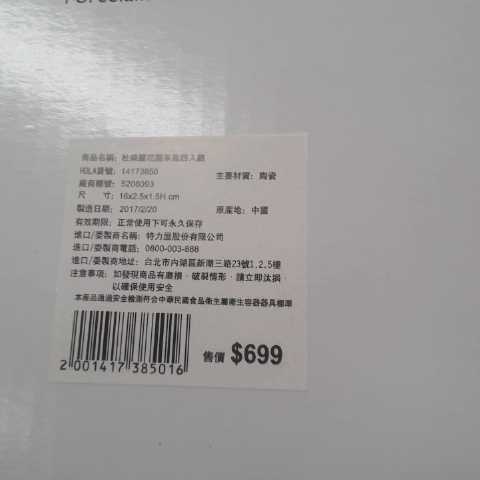 商品名稱: 杜樂麗花園茶點四入組
HOLA貨號: 14173850
主要材質: 陶瓷
廠商標號: 5208093
尺 寸: 16x2.5x1.5H cm
製造日期: 2017/2/20
原產地: 中國
有效期限: 正常使用下可永久保存
進口/委製商名稱: 特力屋股份有限公司
進口/委製商電話: 0800-003-888
進口/委製商地址: 台北市內湖區新湖三路23號1.2.5樓
注意事項: 如發現商品有磨損、破裂情形,請立即汰換,
以確保使用安全
本產品通過安全檢測符合中華民國食品衛生屬衛生容器器具標準
2 001417 385016
售價 $699